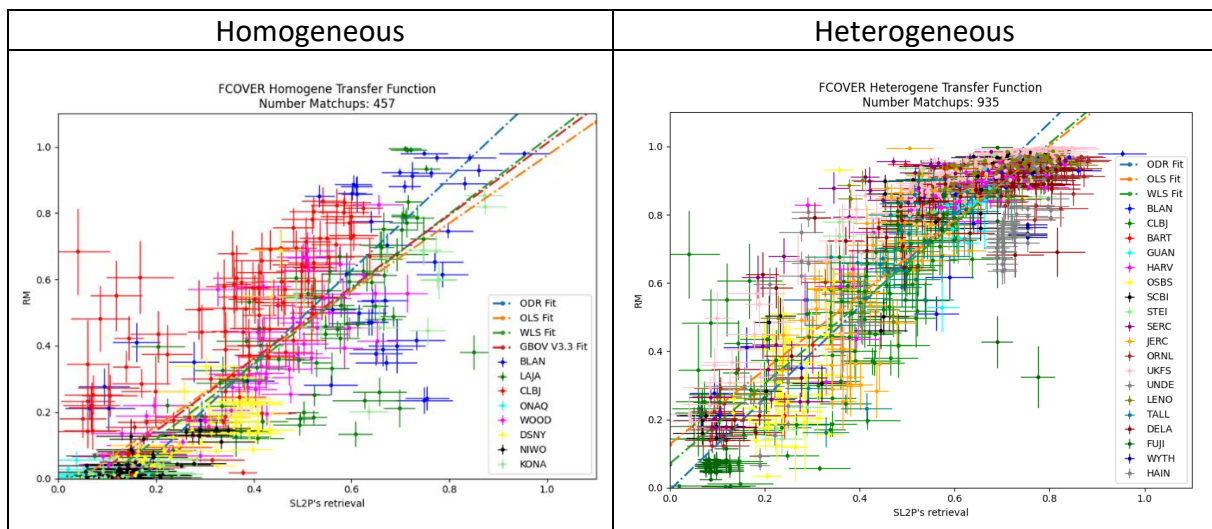 Homogeneous
Heterogeneous
FCOVER Homogene Transfer Function
Number Matchups: 457
1.0
0.8
0.6
0.4
0.2
0.0
RM
0.0 0.2 0.4 0.6 0.8 1.0
SL2P's retrieval
ODR Fit
OLS Fit
WLS Fit
GBOV V3.3 Fit
BLAN
LAJA
CLBJ
ONAQ
WOOD
DSNY
NIWO
KONA
FCOVER Heterogene Transfer Function
Number Matchups: 935
1.0
0.8
0.6
0.4
0.2
0.0
RM
0.0 0.2 0.4 0.6 0.8 1.0
SL2P's retrieval
ODR Fit
OLS Fit
WLS Fit
BLAN
CLBJ
BART
GUAN
HARV
OSBS
SCBI
STEI
SERC
JERC
ORNL
UKFS
UNDE
LENO
TALL
DELA
FUJI
WYTH
HAIN